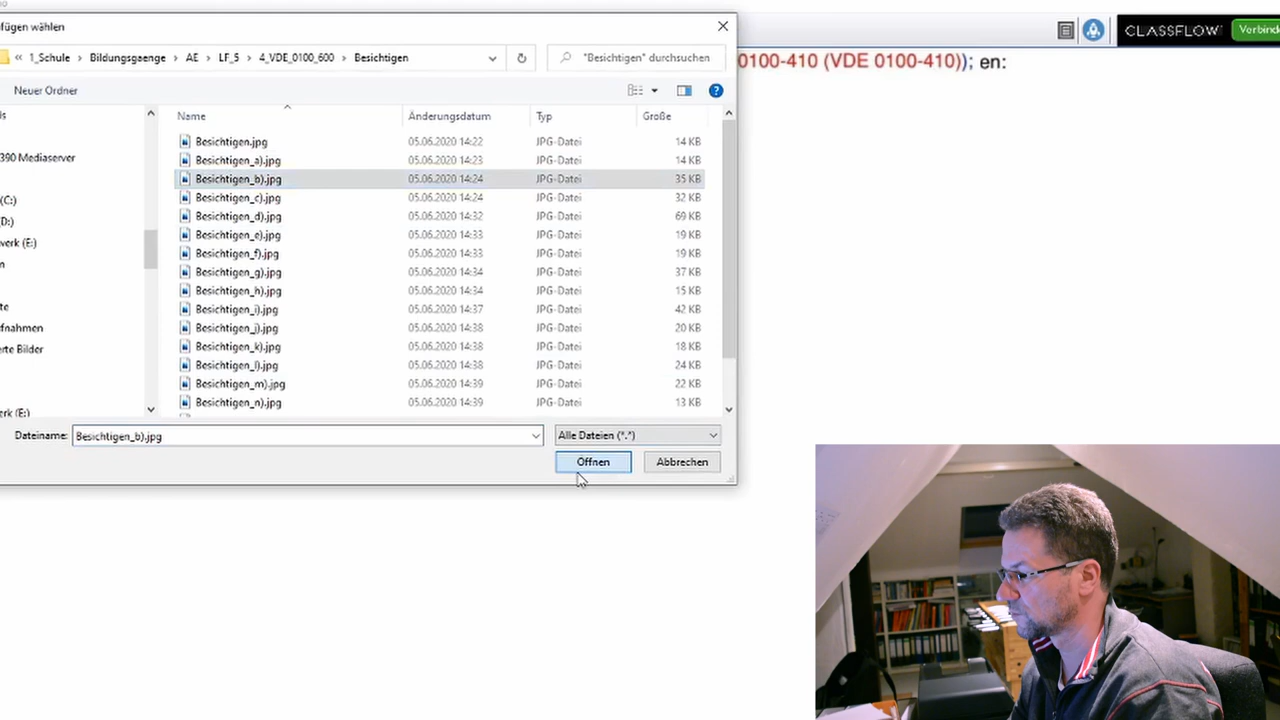 fügen wählen
« 1_Schule > Bildungsgaenge > AE > LF_5 > 4_VDE_0100_600 > Besichtigen
"Besichtigen" durchsuchen
CLASSFLOW
Verbind
0100-410 (VDE 0100-410)); en:
Neuer Ordner
Name Änderungsdatum Typ Größe
Besichtigen.jpg 05.06.2020 14:22 JPG-Datei 14 KB
Besichtigen_a).jpg 05.06.2020 14:23 JPG-Datei 14 KB
Besichtigen_b).jpg 05.06.2020 14:24 JPG-Datei 35 KB
Besichtigen_c).jpg 05.06.2020 14:24 JPG-Datei 32 KB
Besichtigen_d).jpg 05.06.2020 14:32 JPG-Datei 69 KB
Besichtigen_e).jpg 05.06.2020 14:33 JPG-Datei 19 KB
Besichtigen_f).jpg 05.06.2020 14:33 JPG-Datei 19 KB
Besichtigen_g).jpg 05.06.2020 14:34 JPG-Datei 37 KB
Besichtigen_h).jpg 05.06.2020 14:34 JPG-Datei 15 KB
Besichtigen_i).jpg 05.06.2020 14:37 JPG-Datei 42 KB
Besichtigen_j).jpg 05.06.2020 14:38 JPG-Datei 20 KB
Besichtigen_k).jpg 05.06.2020 14:38 JPG-Datei 18 KB
Besichtigen_l).jpg 05.06.2020 14:38 JPG-Datei 24 KB
Besichtigen_m).jpg 05.06.2020 14:39 JPG-Datei 22 KB
Besichtigen_n).jpg 05.06.2020 14:39 JPG-Datei 13 KB
390 Mediaserver
(C:)
(D:)
werk (E:)
te
fnahmen
erte Bilder
erk (E:)
Dateiname: Besichtigen_b).jpg
Alle Dateien (*.*)
Öffnen
Abbrechen